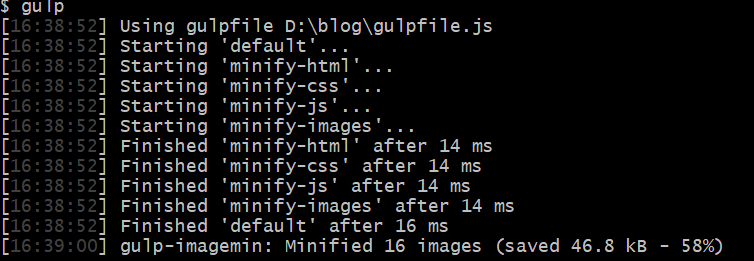 $ gulp
[16:38:52] Using gulpfile D:\blog\gulpfile.js
[16:38:52] Starting 'default'...
[16:38:52] Starting 'minify-html'...
[16:38:52] Starting 'minify-css'...
[16:38:52] Starting 'minify-js'...
[16:38:52] Starting 'minify-images'...
[16:38:52] Finished 'minify-html' after 14 ms
[16:38:52] Finished 'minify-css' after 14 ms
[16:38:52] Finished 'minify-js' after 14 ms
[16:38:52] Finished 'minify-images' after 14 ms
[16:38:52] Finished 'default' after 16 ms
[16:39:00] gulp-imagemin: Minified 16 images (saved 46.8 kB - 58%)